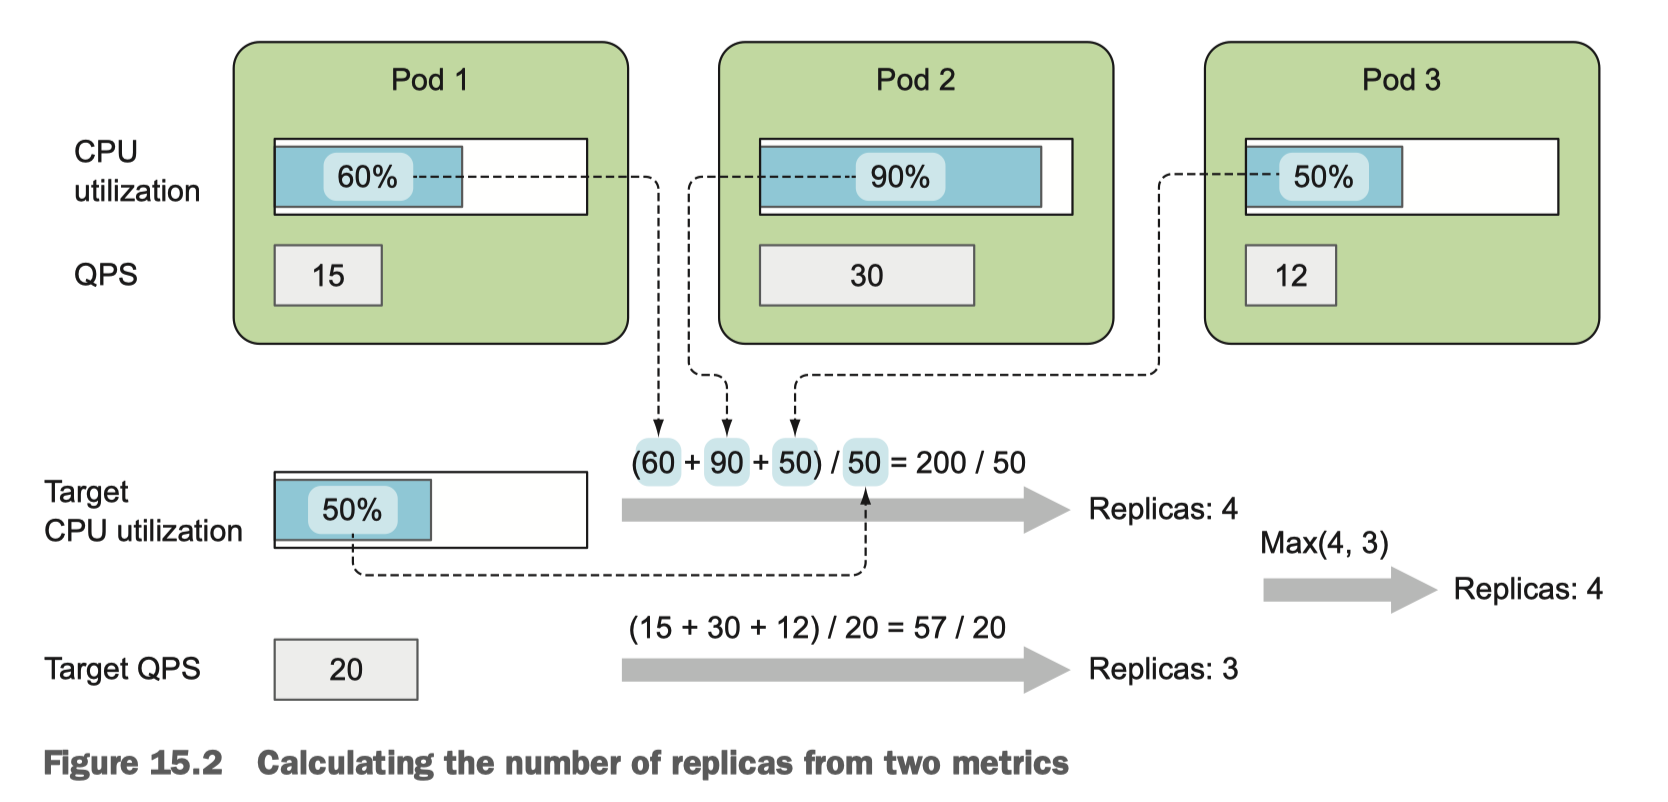 Pod 1
Pod 2
Pod 3
CPU
utilization
60%
90%
50%
QPS
15
30
12
(60 + 90 + 50) / 50 = 200 / 50
Target
CPU utilization
50%
Replicas: 4
Max(4, 3)
Replicas: 4
(15 + 30 + 12) / 20 = 57 / 20
Target QPS
20
Replicas: 3
Figure 15.2 Calculating the number of replicas from two metrics